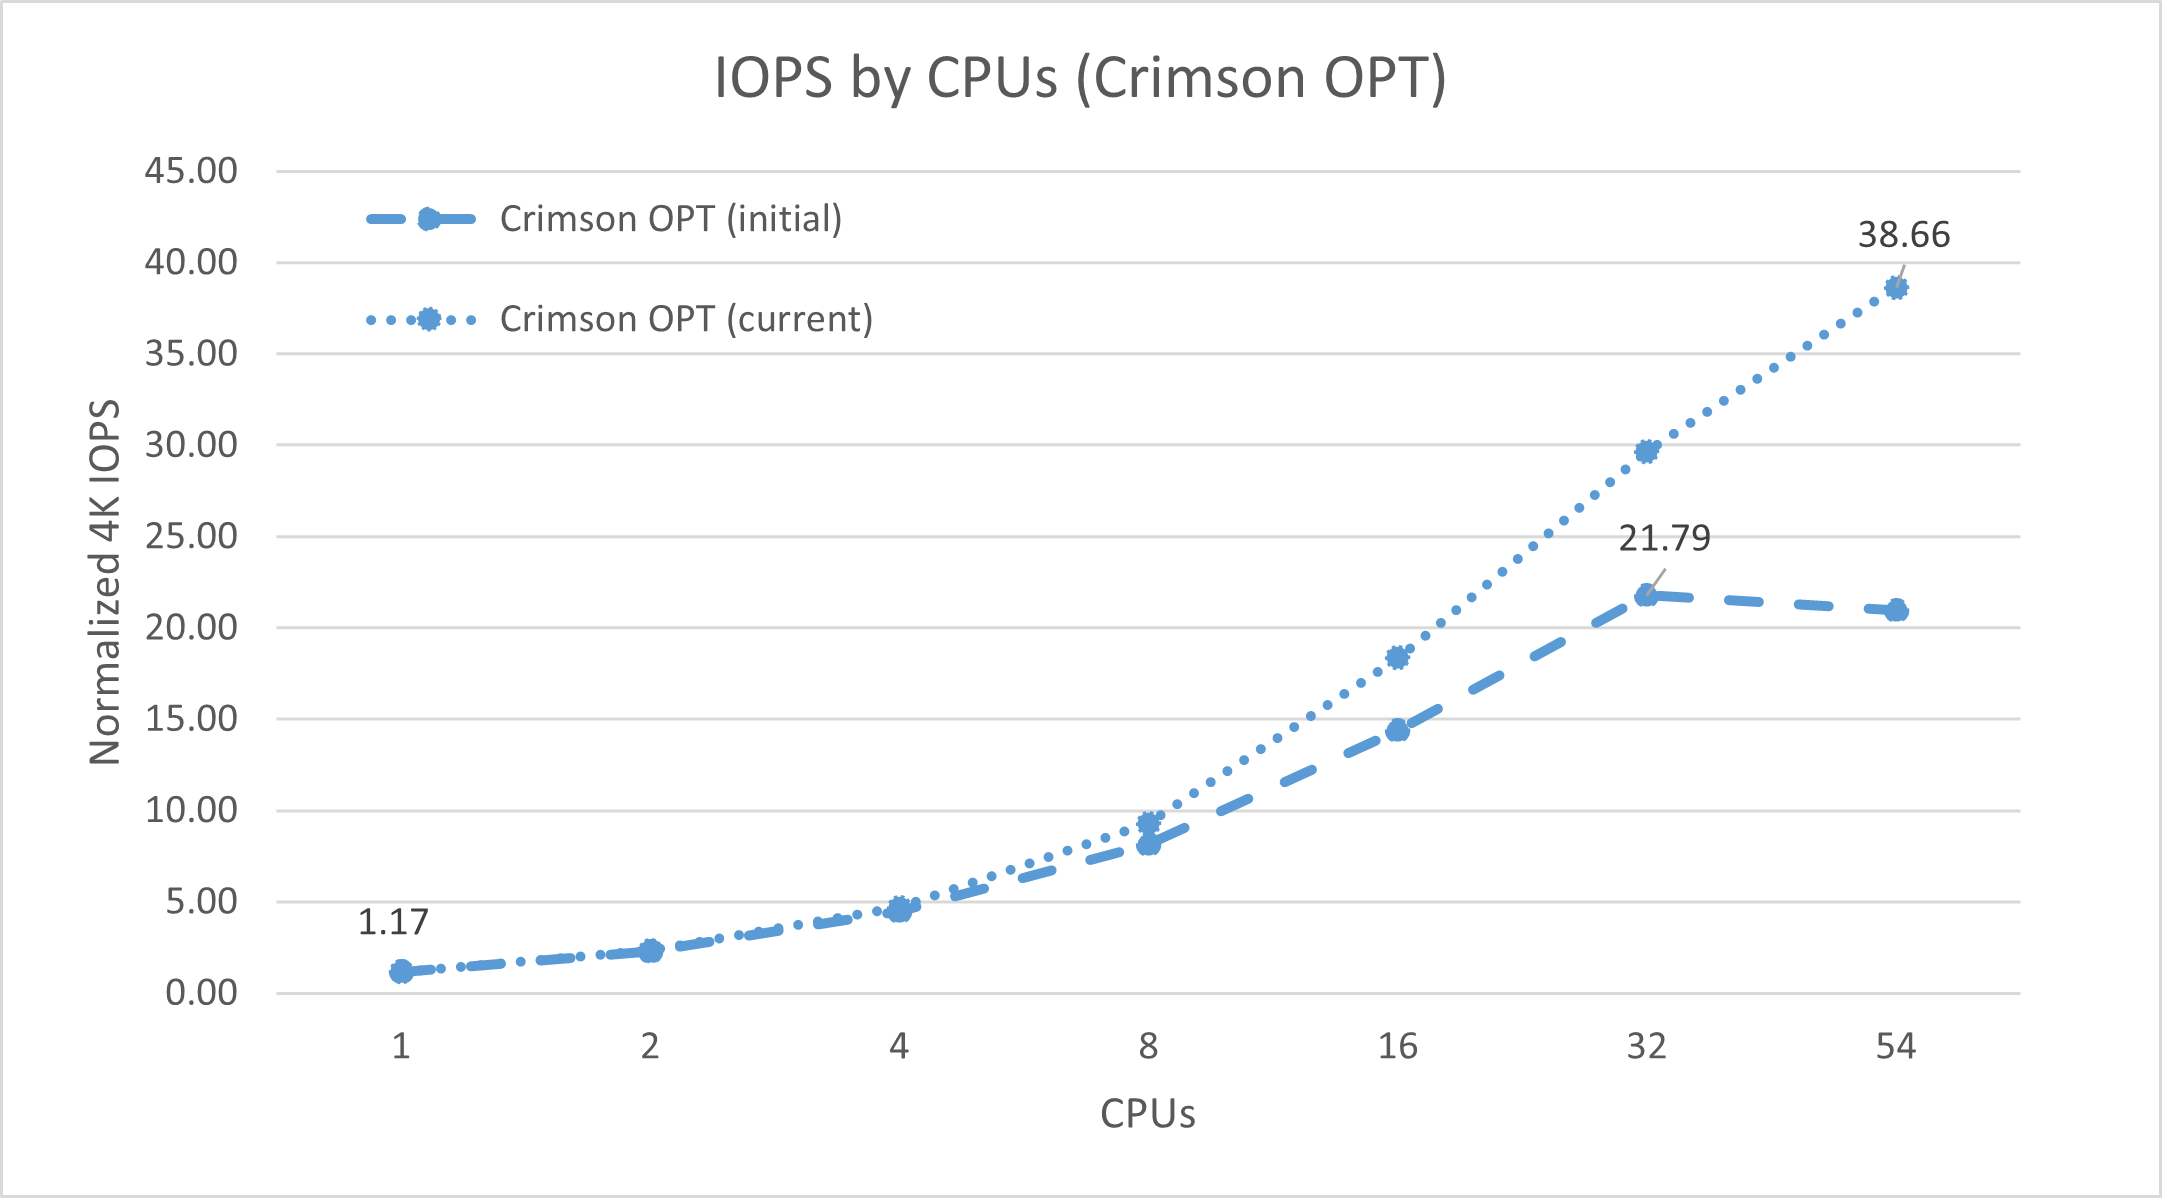 IOPS by CPUs (Crimson OPT)
45.00
40.00
35.00
30.00
25.00
20.00
15.00
10.00
5.00
0.00
Normalized 4K IOPS
Crimson OPT (initial)
Crimson OPT (current)
38.66
21.79
1.17
1 2 4 8 16 32 54
CPUs